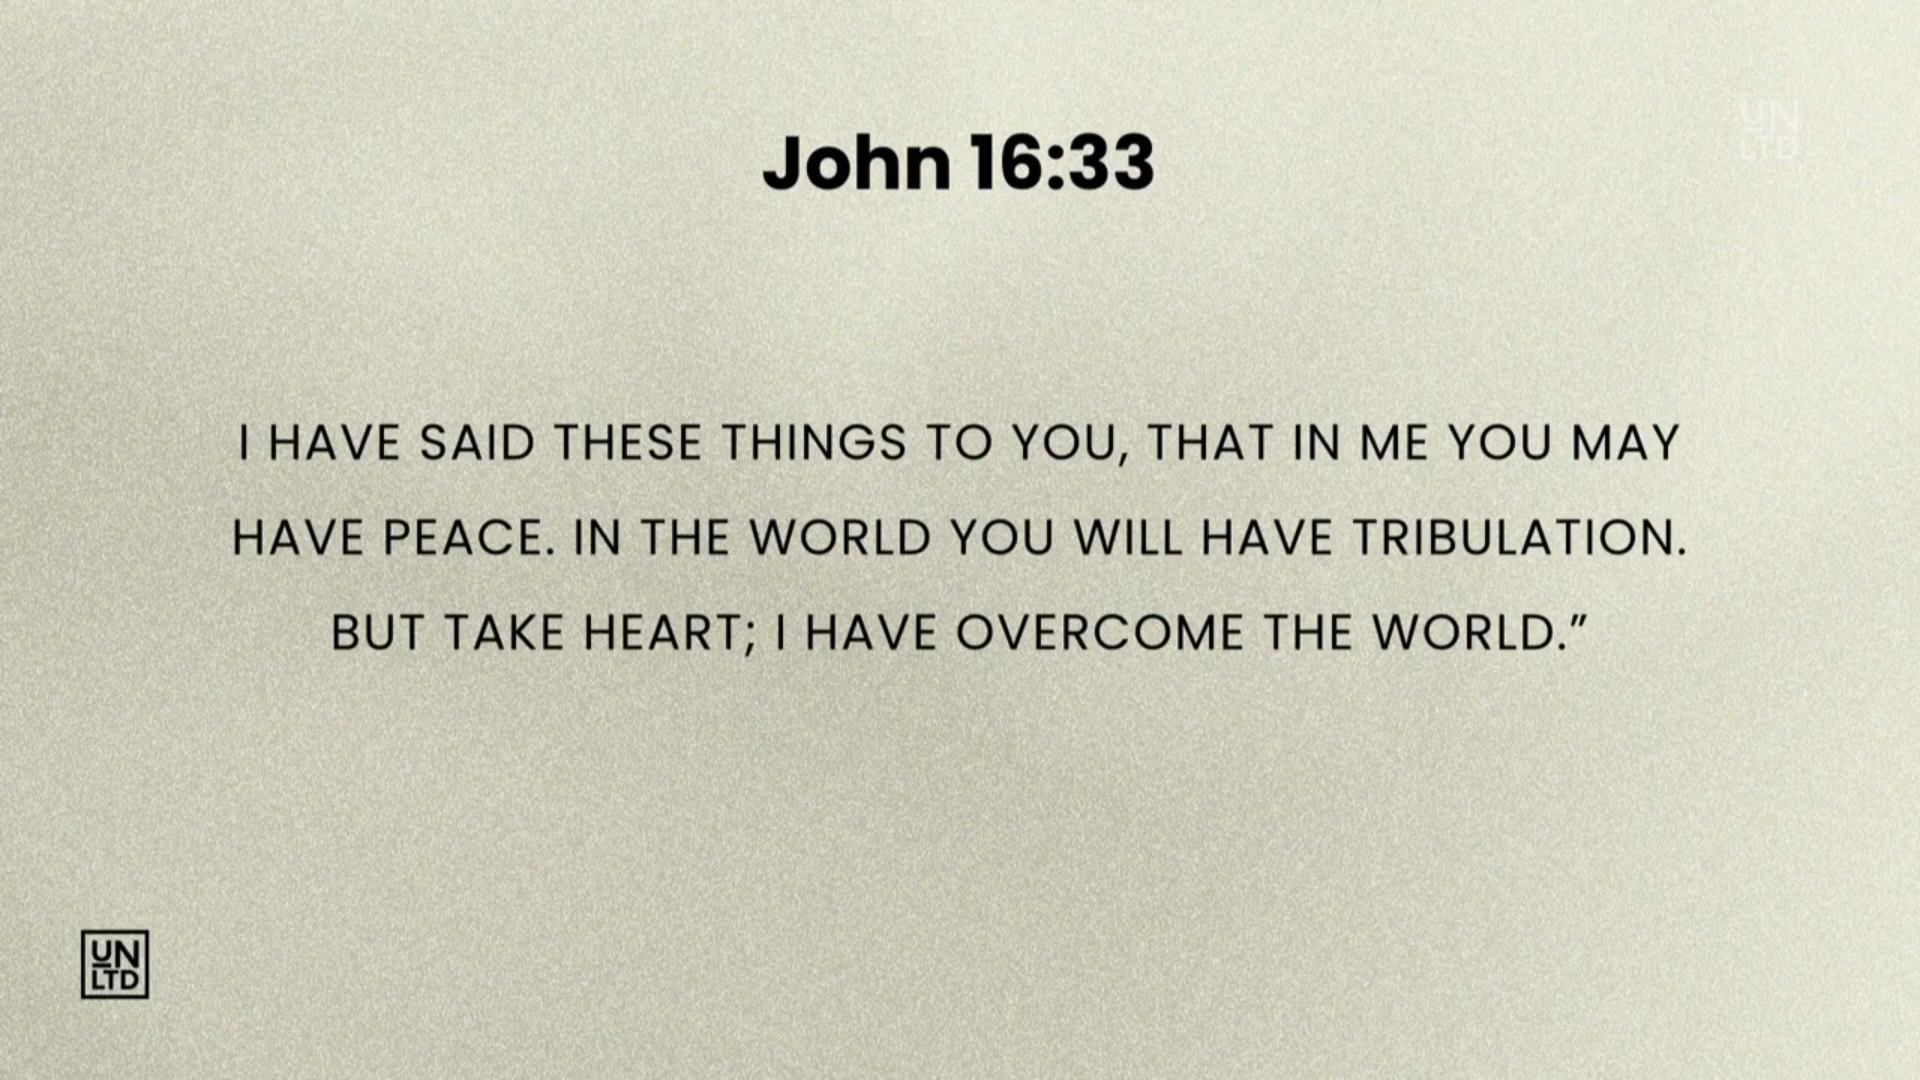 UN
LTD
John 16:33
I HAVE SAID THESE THINGS TO YOU, THAT IN ME YOU MAY
HAVE PEACE. IN THE WORLD YOU WILL HAVE TRIBULATION.
BUT TAKE HEART; I HAVE OVERCOME THE WORLD.”
UN
LTD